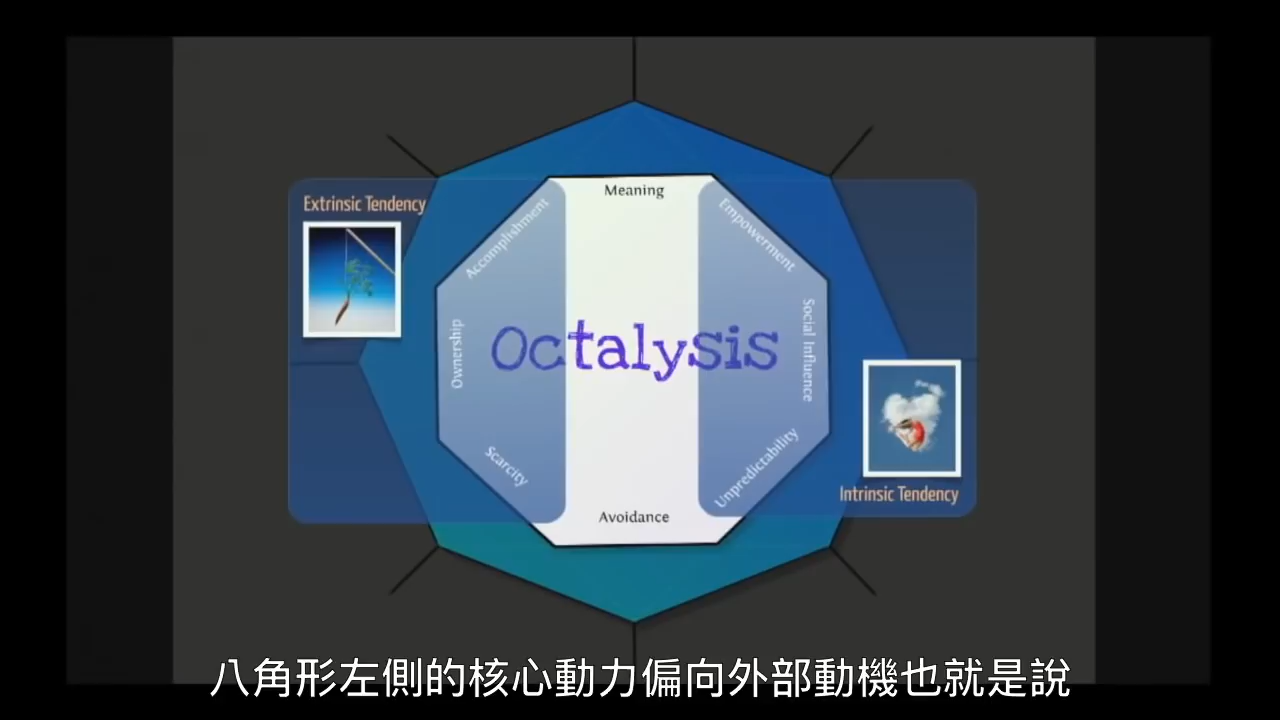 Meaning
Extrinsic Tendency
Accomplishment
Empowerment
Ownership
Octalysis
Social Influence
Scarcity
Unpredictability
Intrinsic Tendency
Avoidance
八角形左側的核心動力偏向外部動機也就是說